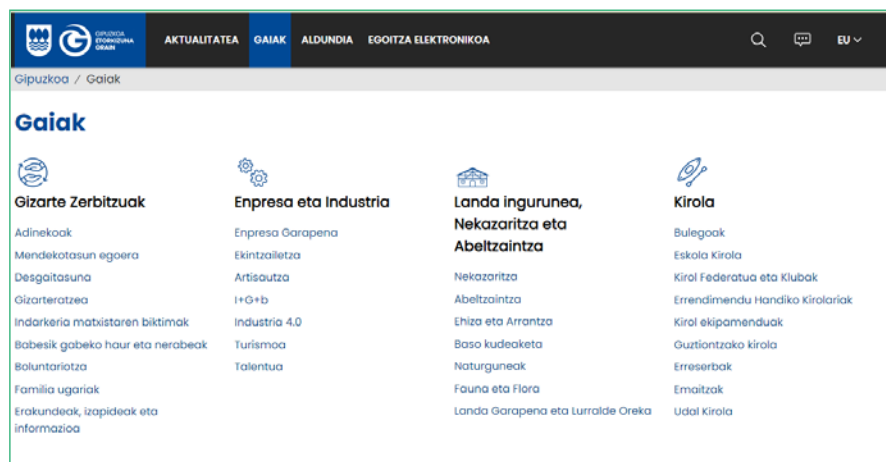 GIPUZKOA
ETORKIZUNA
ORAIN
AKTUALITATEA GAIAK ALDUNDIA EGOITZA ELEKTRONIKOA EU
Gipuzkoa / Gaiak
Gaiak
Gizarte Zerbitzuak
Adinekoak
Mendekotasun egoera
Desgaitasuna
Gizarteratzea
Indarkeria matxistaren biktimak
Babesik gabeko haur eta nerabeak
Boluntariotza
Familia ugariak
Erakundeak, izapideak eta
informazioa
Enpresa eta Industria
Enpresa Garapena
Ekintzailetza
Artisautza
I+G+b
Industria 4.0
Turismoa
Talentua
Landa ingurunea,
Nekazaritza eta
Abeltzaintza
Nekazaritza
Abeltzaintza
Ehiza eta Arrantza
Baso kudeaketa
Naturguneak
Fauna eta Flora
Landa Garapena eta Lurralde Oreka
Kirola
Bulegoak
Eskola Kirola
Kirol Federatua eta Klubak
Errendimendu Handiko Kirolariak
Kirol ekipamenduak
Guztiontzako kirola
Erreserbak
Emaitzak
Udal Kirola